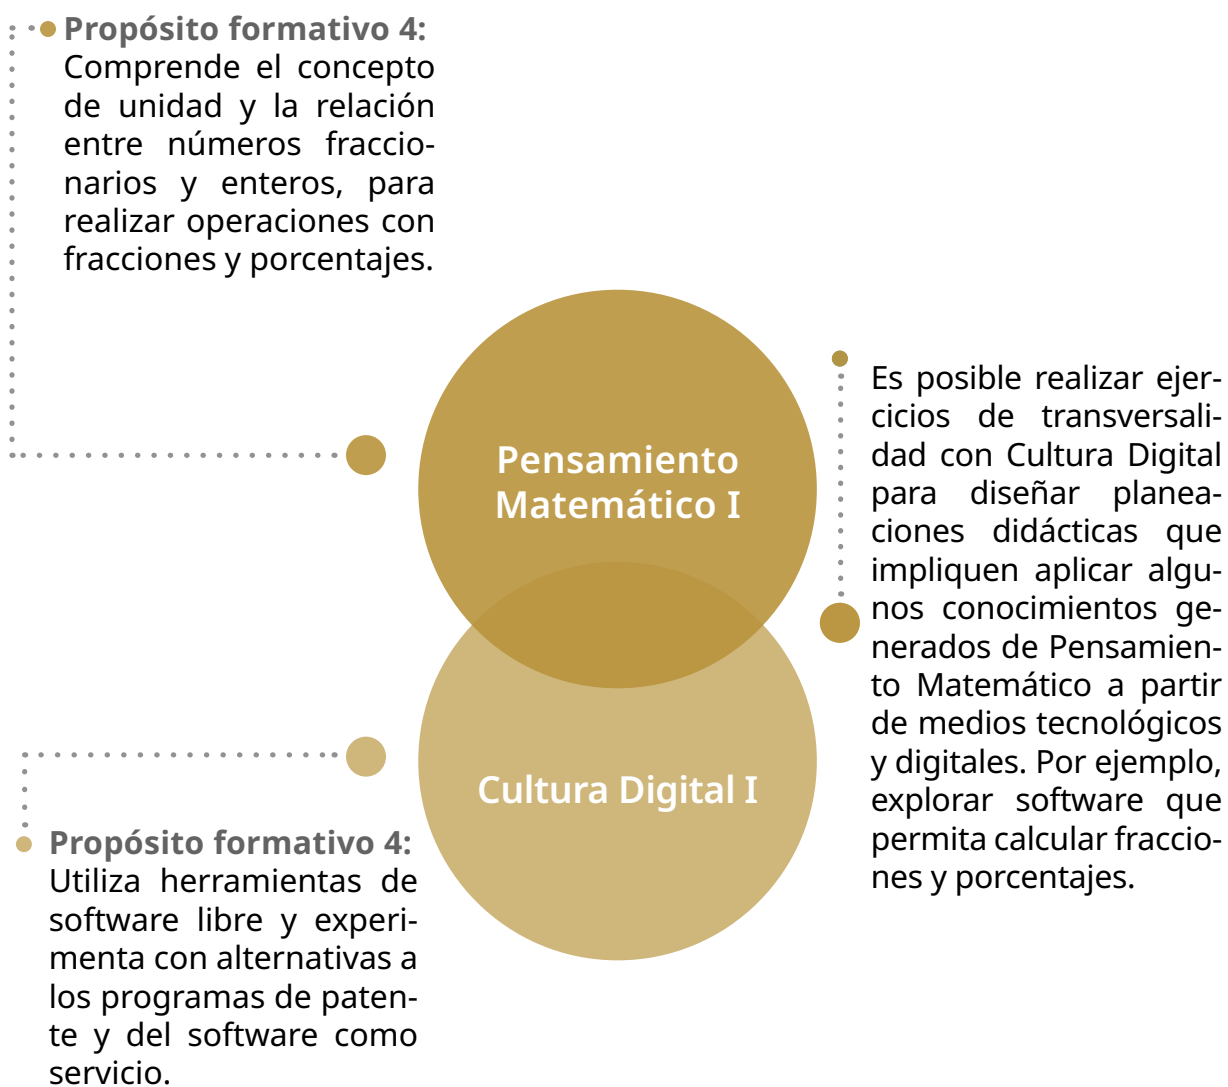 Propósito formativo 4:
Comprende el concepto
de unidad y la relación
entre números fraccio-
narios y enteros, para
realizar operaciones con
fracciones y porcentajes.
Pensamiento
Matemático I
Es posible realizar ejer-
cicios de transversali-
dad con Cultura Digital
para diseñar planea-
ciones didácticas que
impliquen aplicar algu-
nos conocimientos ge-
nerados de Pensamien-
to Matemático a partir
de medios tecnológicos
y digitales. Por ejemplo,
explorar software que
permita calcular fraccio-
nes y porcentajes.
Cultura Digital I
Propósito formativo 4:
Utiliza herramientas de
software libre y experi-
menta con alternativas a
los programas de paten-
te y del software como
servicio.